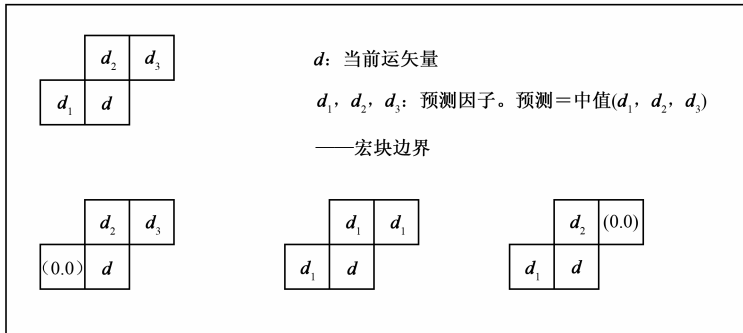 d₂ d₃
d₁ d
d：当前运矢量
d₁，d₂，d₃：预测因子。预测＝中值(d₁，d₂，d₃)
——宏块边界
d₂ d₃
（0.0） d
d₁ d₁
d₁ d
d₂ (0.0)
d₁ d